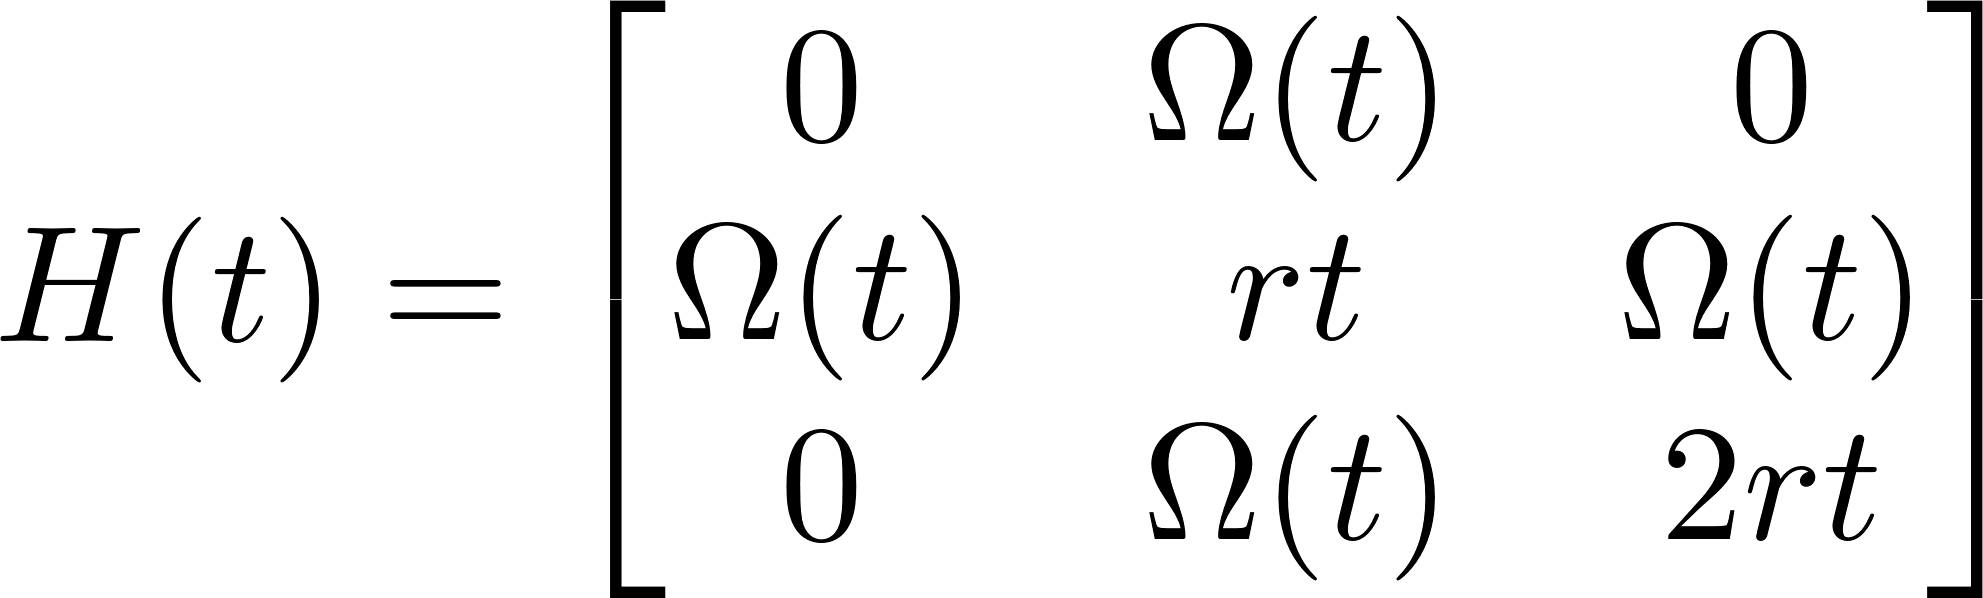 H(t) = [ 0 Ω(t) 0
Ω(t) rt Ω(t)
0 Ω(t) 2rt ]